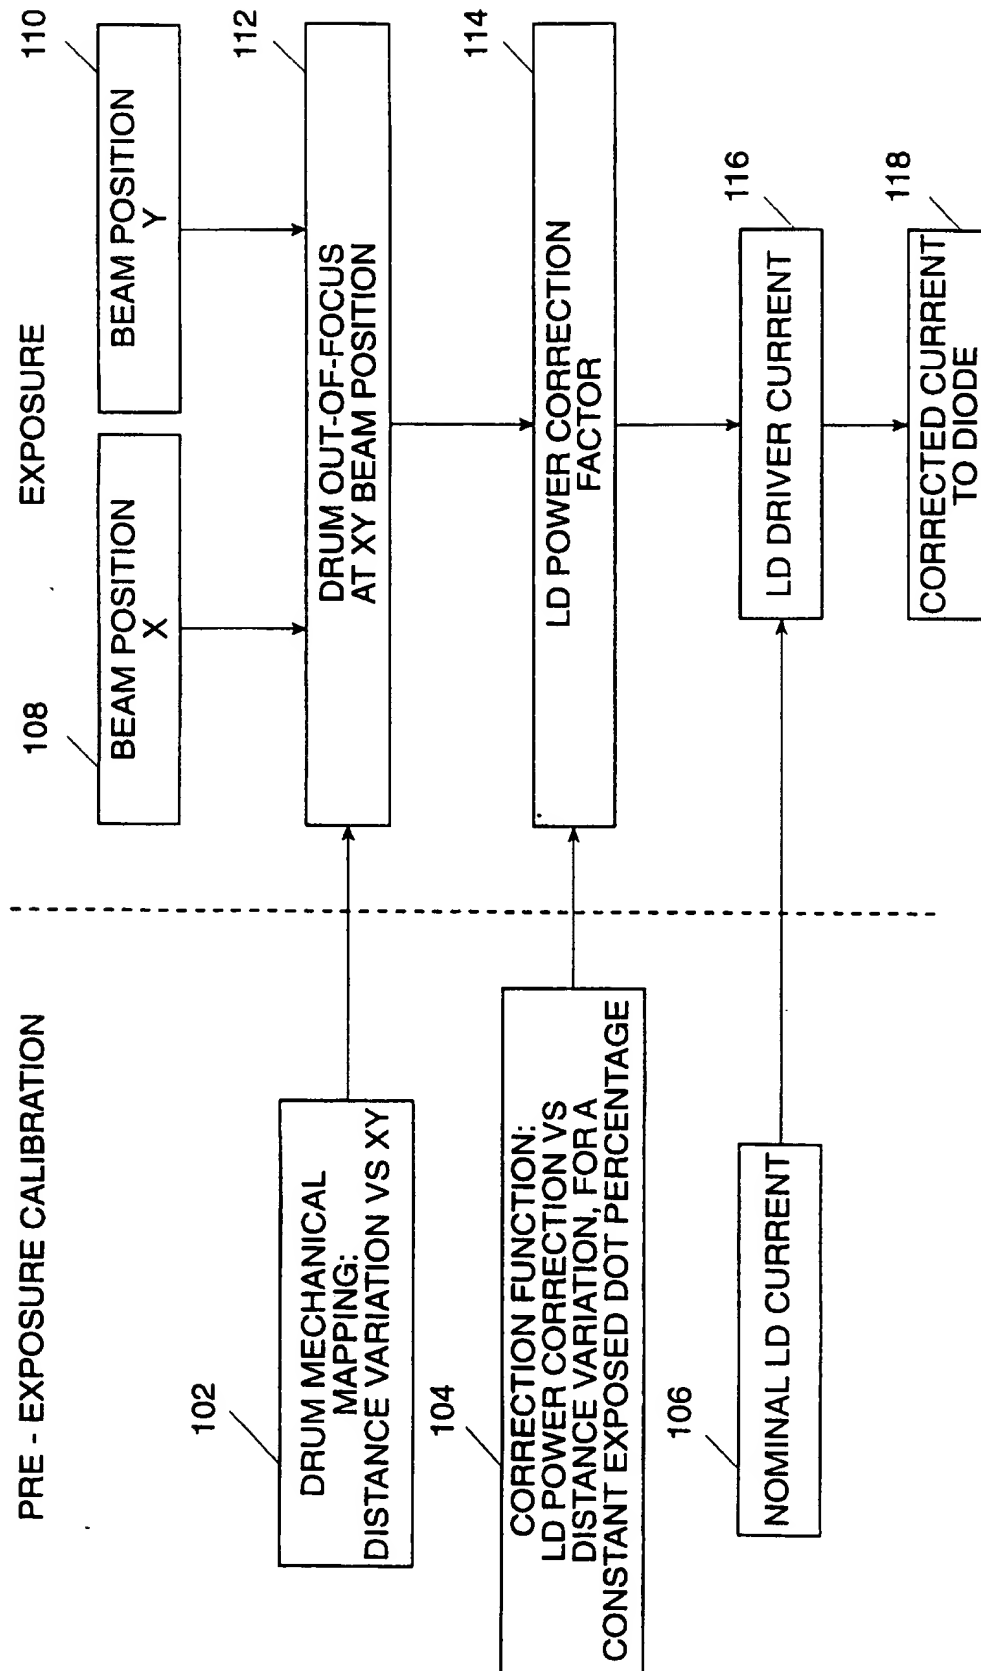 PRE - EXPOSURE CALIBRATION
EXPOSURE
108
BEAM POSITION
X
110
BEAM POSITION
Y
102
DRUM MECHANICAL
MAPPING:
DISTANCE VARIATION VS XY
112
DRUM OUT-OF-FOCUS
AT XY BEAM POSITION
104
CORRECTION FUNCTION:
LD POWER CORRECTION VS
DISTANCE VARIATION, FOR A
CONSTANT EXPOSED DOT PERCENTAGE
114
LD POWER CORRECTION
FACTOR
106
NOMINAL LD CURRENT
116
LD DRIVER CURRENT
118
CORRECTED CURRENT
TO DIODE